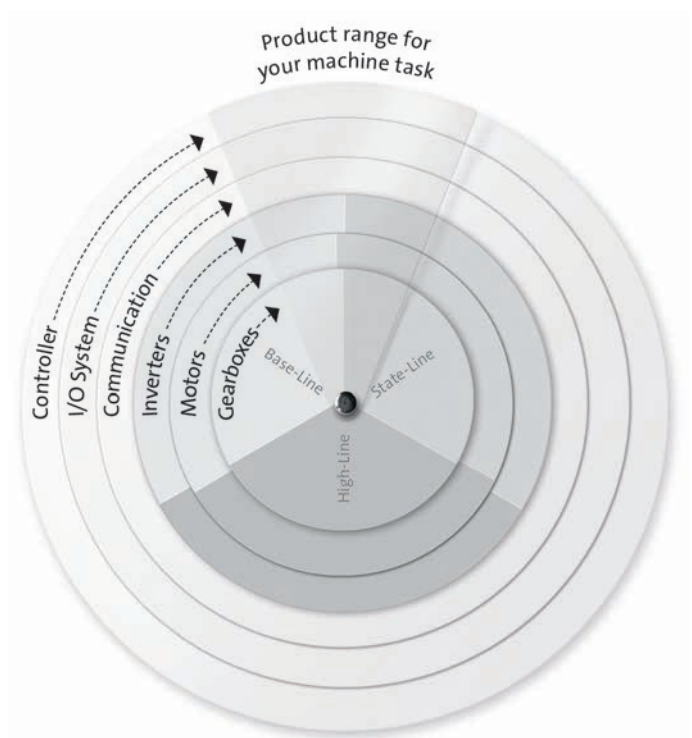 Product range for
your machine task
Controller
I/O System
Communication
Inverters
Motors
Gearboxes
Base-Line
State-Line
High-Line